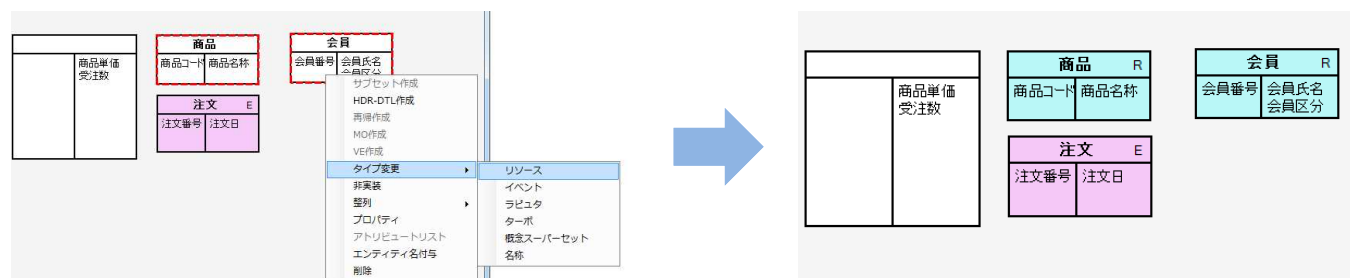 商品単価
受注数
商品
商品コード 商品名称
会員
会員番号 会員氏名
会員区分
注文 E
注文番号 注文日
サブセット作成
HDR-DTL作成
再帰作成
MO作成
VE作成
タイプ変更
非実装
整列
プロパティ
アトリビュートリスト
エンティティ名付与
削除
リソース
イベント
ラピュタ
ターボ
概念スーパーセット
名称
商品単価
受注数
商品 R
商品コード 商品名称
会員 R
会員番号 会員氏名
会員区分
注文 E
注文番号 注文日